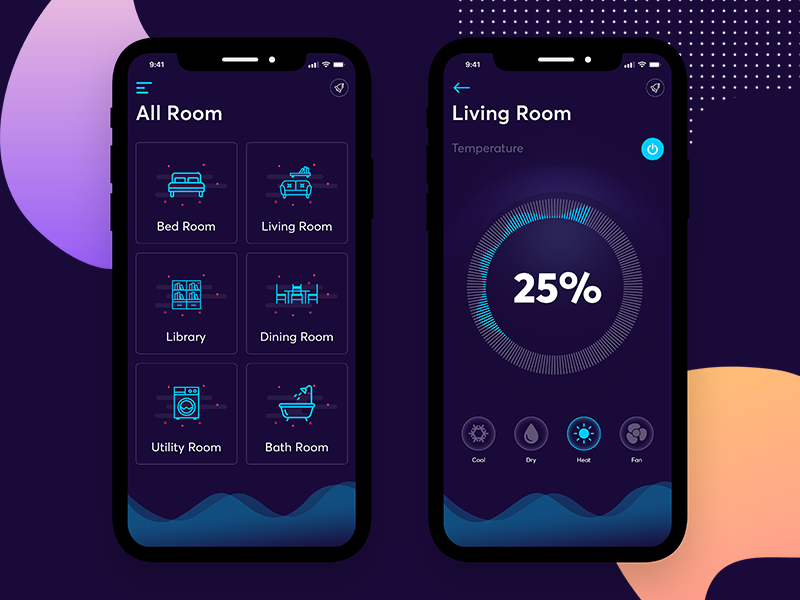 9:41
All Room
Bed Room
Living Room
Library
Dining Room
Utility Room
Bath Room
9:41
Living Room
Temperature
25%
Cool
Dry
Heat
Fan